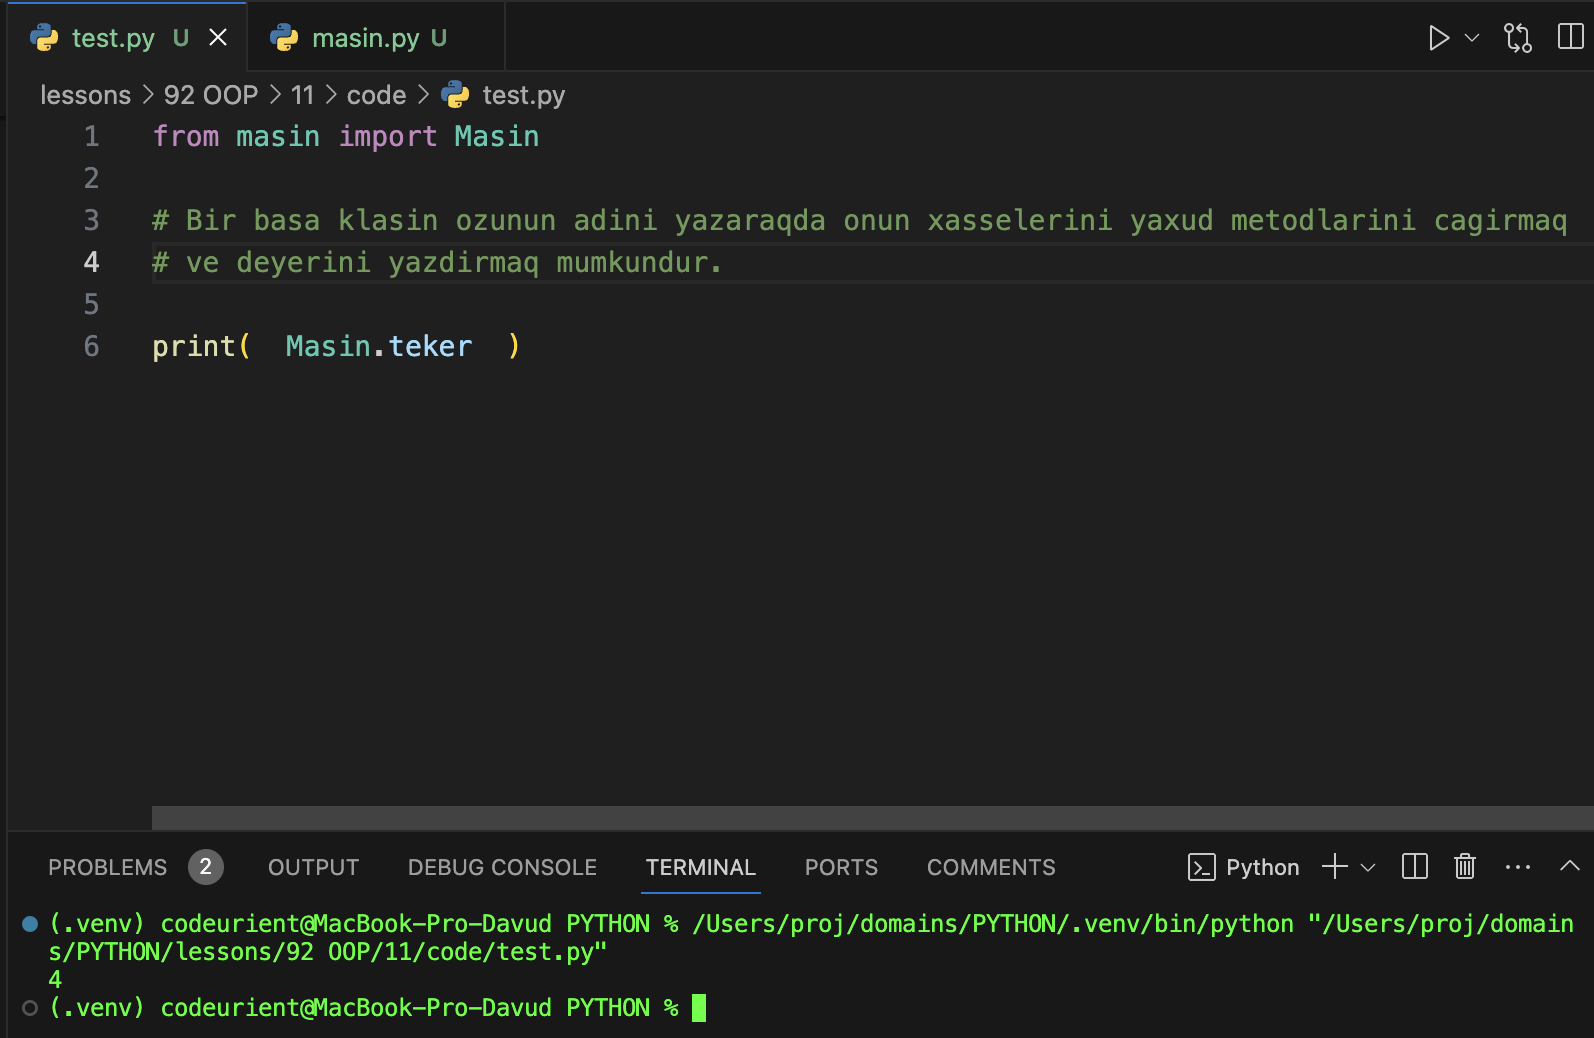 test.py U
masin.py U
lessons > 92 OOP > 11 > code > test.py
1 from masin import Masin
2
3 # Bir basa klasin ozunun adini yazaraqda onun xasselerini yaxud metodlarini cagirmaq
4 # ve deyerini yazdirmaq mumkundur.
5
6 print(  Masin.teker  )
PROBLEMS 2 OUTPUT DEBUG CONSOLE TERMINAL PORTS COMMENTS Python
(.venv) codeurient@MacBook-Pro-Davud PYTHON % /Users/proj/domains/PYTHON/.venv/bin/python "/Users/proj/domain
s/PYTHON/lessons/92 OOP/11/code/test.py"
4
(.venv) codeurient@MacBook-Pro-Davud PYTHON %